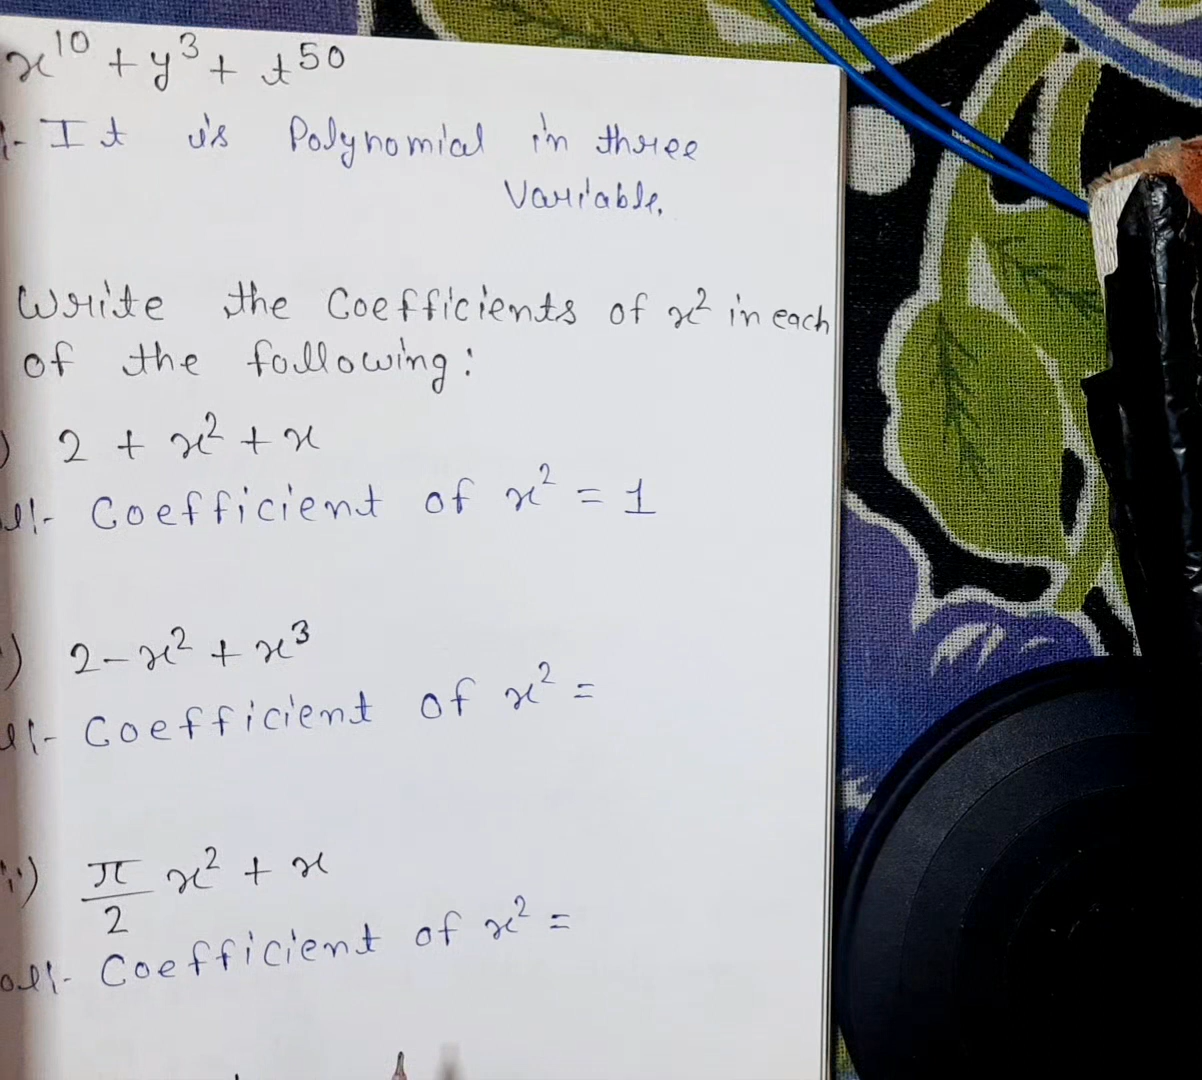 x¹⁰ + y³ + t⁵⁰
:- It is Polynomial in three
Variable.
Write the Coefficients of x² in each
of the following:
) 2 + x² + x
Coefficient of x² = 1
) 2 - x² + x³
Coefficient of x² =
) π/2 x² + x
Coefficient of x² =